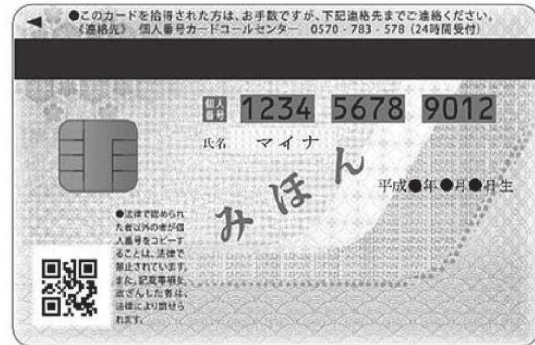 ●このカードを拾得された方は、お手数ですが、下記連絡先までご連絡ください。
《連絡先》 個人番号カードコールセンター 0570-783-578（24時間受付）
個人番号 1234 5678 9012
氏名 マイナ
平成●年●月●日生
みほん
●法律で認められ
た者以外の者が個
人番号をコピーす
ることは、法律で
禁止されています。
また、記載事項を
改ざんした者は、
法律により罰せら
れます。